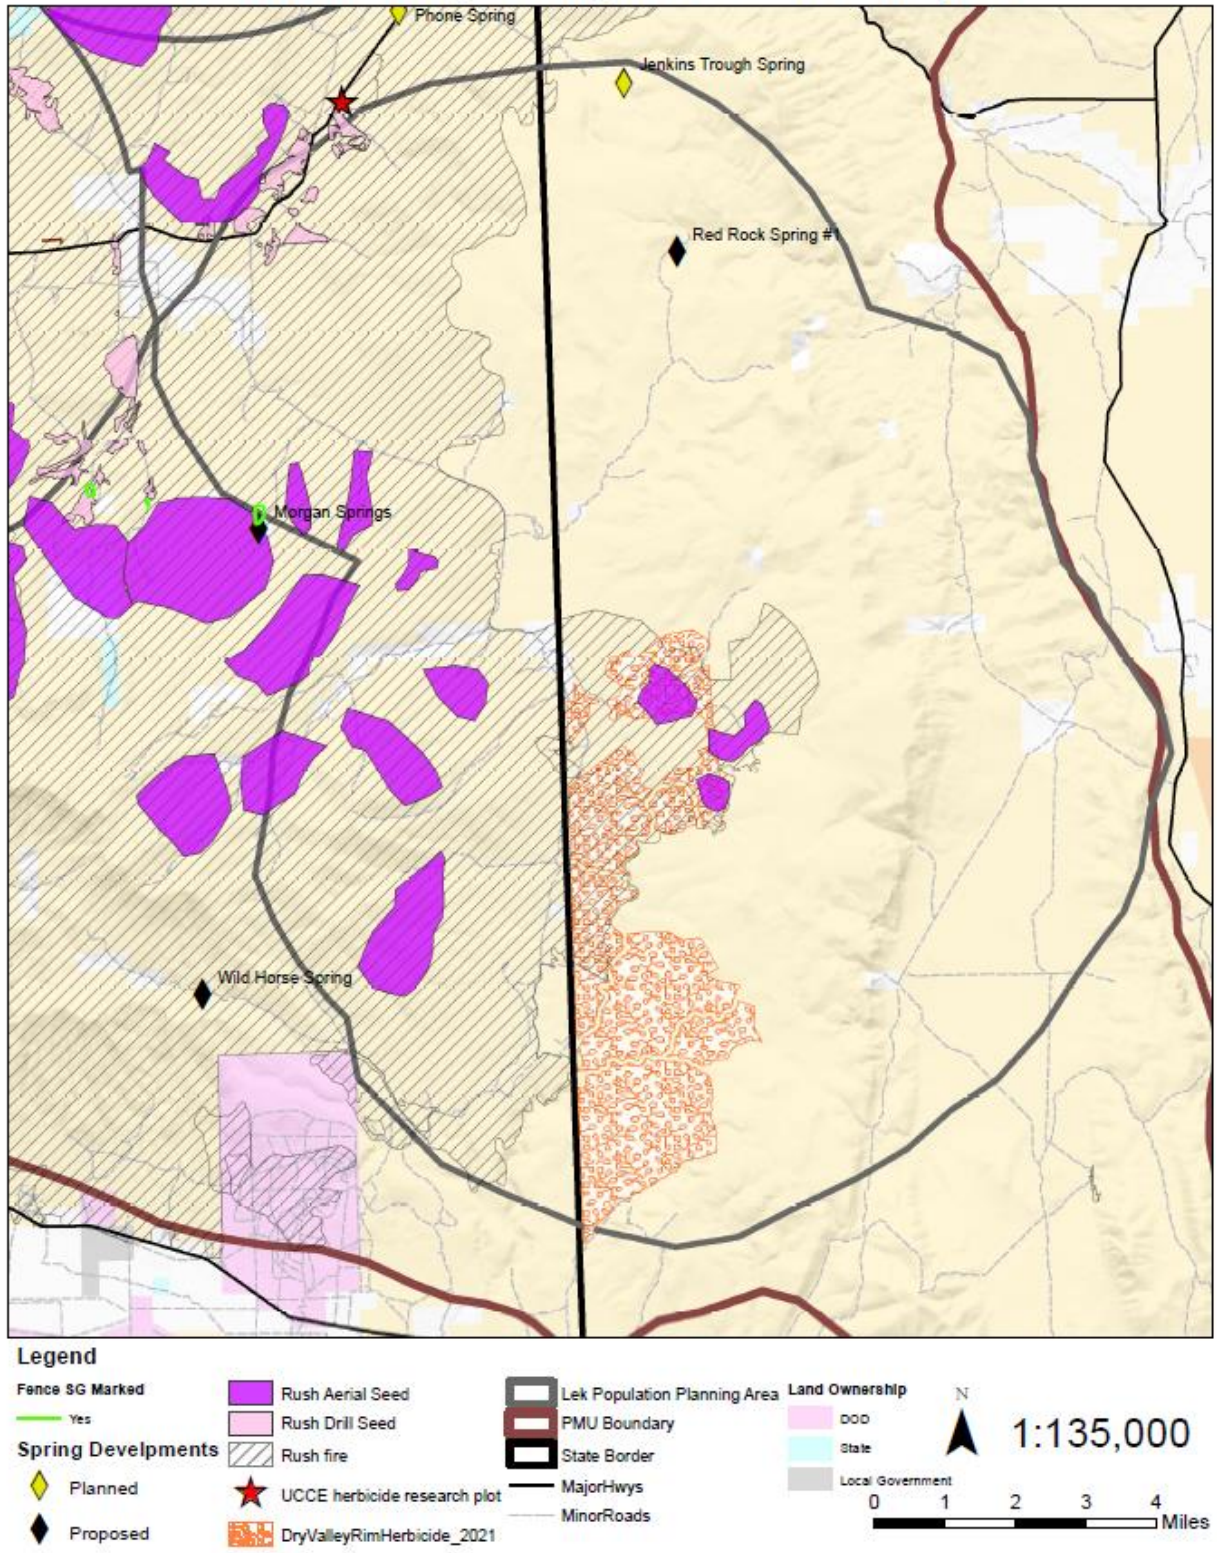 Phone Spring
Jenkins Trough Spring
Red Rock Spring #1
Morgan Springs
Wild Horse Spring
Legend
Fence SG Marked
Yes
Spring Develpments
Planned
Proposed
Rush Aerial Seed
Rush Drill Seed
Rush fire
UCCE herbicide research plot
DryValleyRimHerbicide_2021
Lek Population Planning Area
PMU Boundary
State Border
MajorHwys
MinorRoads
Land Ownership
DOD
State
Local Government
N
1:135,000
0 1 2 3 4
Miles